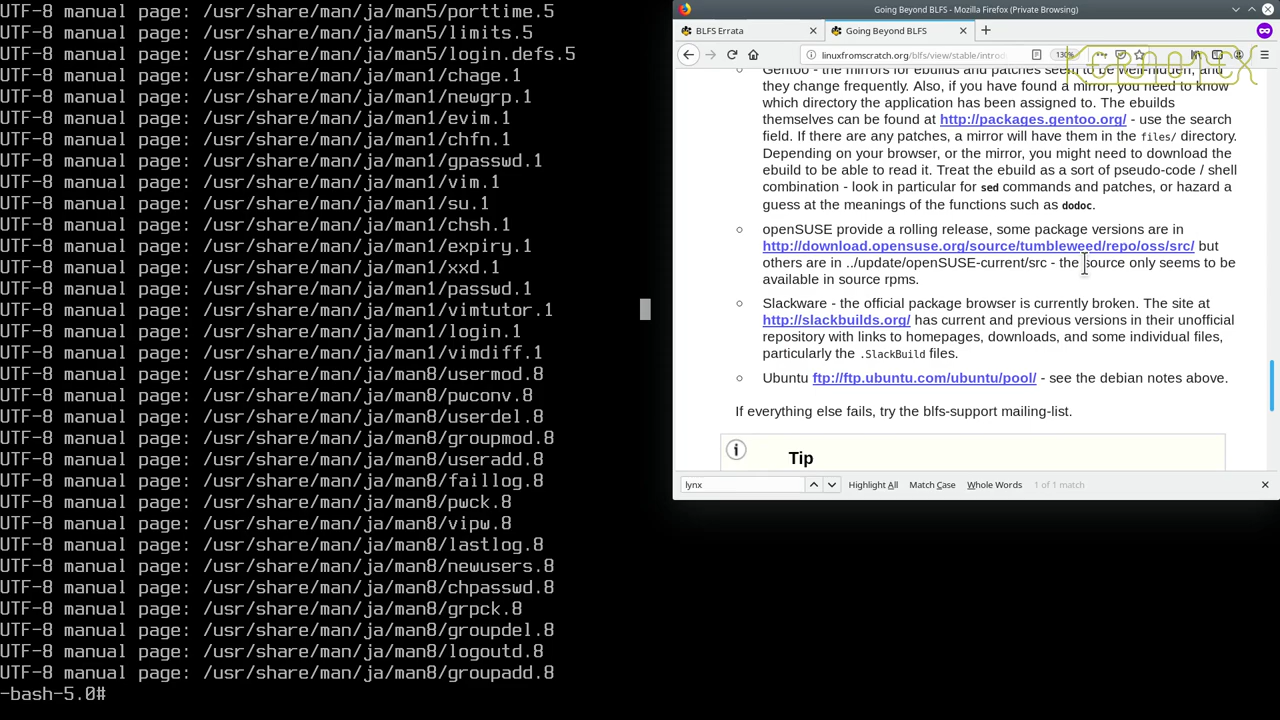 UTF-8 manual page: /usr/share/man/ja/man5/porttime.5
UTF-8 manual page: /usr/share/man/ja/man5/limits.5
UTF-8 manual page: /usr/share/man/ja/man5/login.defs.5
UTF-8 manual page: /usr/share/man/ja/man1/chage.1
UTF-8 manual page: /usr/share/man/ja/man1/newgrp.1
UTF-8 manual page: /usr/share/man/ja/man1/evim.1
UTF-8 manual page: /usr/share/man/ja/man1/chfn.1
UTF-8 manual page: /usr/share/man/ja/man1/gpasswd.1
UTF-8 manual page: /usr/share/man/ja/man1/vim.1
UTF-8 manual page: /usr/share/man/ja/man1/su.1
UTF-8 manual page: /usr/share/man/ja/man1/chsh.1
UTF-8 manual page: /usr/share/man/ja/man1/expiry.1
UTF-8 manual page: /usr/share/man/ja/man1/xxd.1
UTF-8 manual page: /usr/share/man/ja/man1/passwd.1
UTF-8 manual page: /usr/share/man/ja/man1/vimtutor.1
UTF-8 manual page: /usr/share/man/ja/man1/login.1
UTF-8 manual page: /usr/share/man/ja/man1/vimdiff.1
UTF-8 manual page: /usr/share/man/ja/man8/usermod.8
UTF-8 manual page: /usr/share/man/ja/man8/pwconv.8
UTF-8 manual page: /usr/share/man/ja/man8/userdel.8
UTF-8 manual page: /usr/share/man/ja/man8/groupmod.8
UTF-8 manual page: /usr/share/man/ja/man8/useradd.8
UTF-8 manual page: /usr/share/man/ja/man8/faillog.8
UTF-8 manual page: /usr/share/man/ja/man8/pwck.8
UTF-8 manual page: /usr/share/man/ja/man8/vipw.8
UTF-8 manual page: /usr/share/man/ja/man8/lastlog.8
UTF-8 manual page: /usr/share/man/ja/man8/newusers.8
UTF-8 manual page: /usr/share/man/ja/man8/chpasswd.8
UTF-8 manual page: /usr/share/man/ja/man8/grpck.8
UTF-8 manual page: /usr/share/man/ja/man8/groupdel.8
UTF-8 manual page: /usr/share/man/ja/man8/logoutd.8
UTF-8 manual page: /usr/share/man/ja/man8/groupadd.8
-bash-5.0#
Going Beyond BLFS - Mozilla Firefox (Private Browsing)
BLFS Errata
Going Beyond BLFS
linuxfromscratch.org/blfs/view/stable/introd
130%
Gentoo - the mirrors for ebuilds and patches seem to be well-hidden, and
they change frequently. Also, if you have found a mirror, you need to know
which directory the application has been assigned to. The ebuilds
themselves can be found at http://packages.gentoo.org/ - use the search
field. If there are any patches, a mirror will have them in the files/ directory.
Depending on your browser, or the mirror, you might need to download the
ebuild to be able to read it. Treat the ebuild as a sort of pseudo-code / shell
combination - look in particular for sed commands and patches, or hazard a
guess at the meanings of the functions such as dodoc.
openSUSE provide a rolling release, some package versions are in
http://download.opensuse.org/source/tumbleweed/repo/oss/src/ but
others are in ../update/openSUSE-current/src - the source only seems to be
available in source rpms.
Slackware - the official package browser is currently broken. The site at
http://slackbuilds.org/ has current and previous versions in their unofficial
repository with links to homepages, downloads, and some individual files,
particularly the .SlackBuild files.
Ubuntu ftp://ftp.ubuntu.com/ubuntu/pool/ - see the debian notes above.
If everything else fails, try the blfs-support mailing-list.
Tip
lynx
Highlight All
Match Case
Whole Words
1 of 1 match